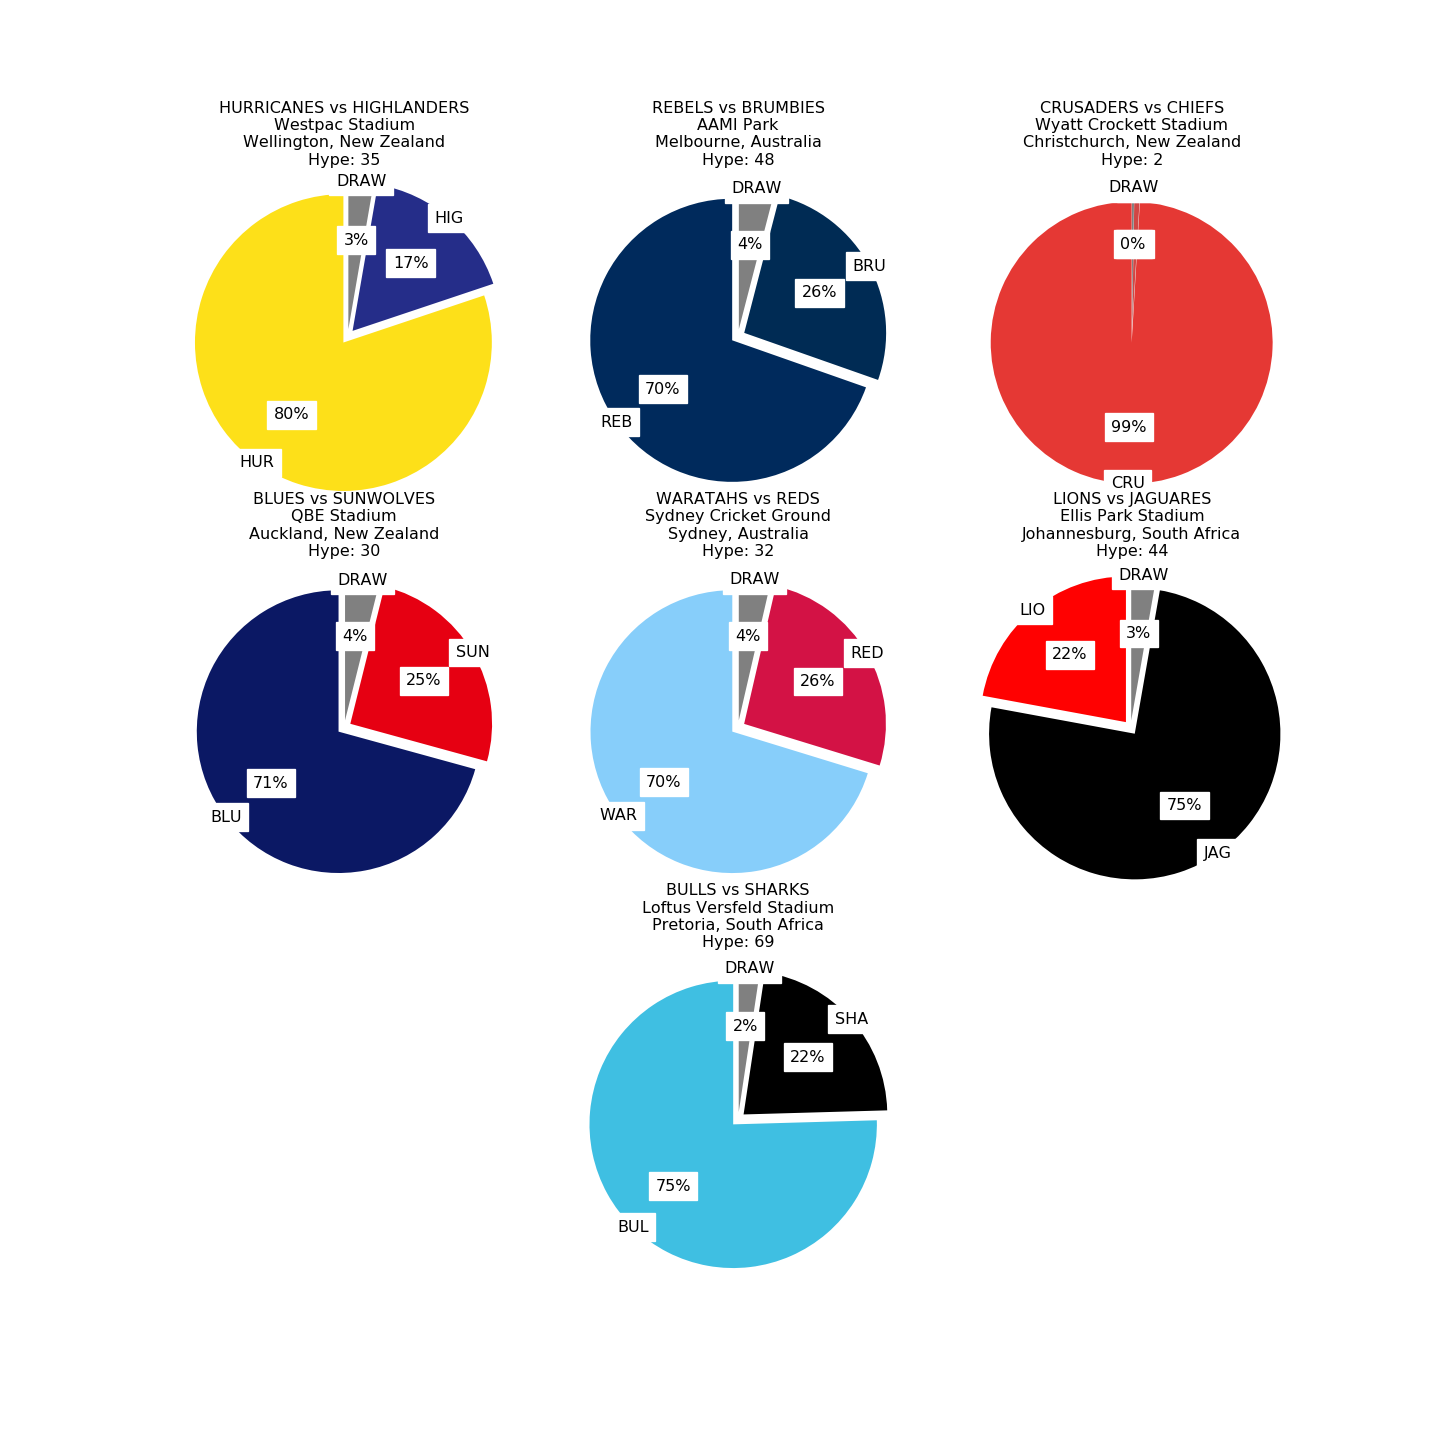 HURRICANES vs HIGHLANDERS
Westpac Stadium
Wellington, New Zealand
Hype: 35
DRAW
HIG
3%
17%
80%
HUR
REBELS vs BRUMBIES
AAMI Park
Melbourne, Australia
Hype: 48
DRAW
4%
BRU
26%
70%
REB
CRUSADERS vs CHIEFS
Wyatt Crockett Stadium
Christchurch, New Zealand
Hype: 2
DRAW
0%
99%
CRU
BLUES vs SUNWOLVES
QBE Stadium
Auckland, New Zealand
Hype: 30
DRAW
4%
SUN
25%
71%
BLU
WARATAHS vs REDS
Sydney Cricket Ground
Sydney, Australia
Hype: 32
DRAW
4%
RED
26%
70%
WAR
LIONS vs JAGUARES
Ellis Park Stadium
Johannesburg, South Africa
Hype: 44
DRAW
LIO
3%
22%
75%
JAG
BULLS vs SHARKS
Loftus Versfeld Stadium
Pretoria, South Africa
Hype: 69
DRAW
SHA
2%
22%
75%
BUL